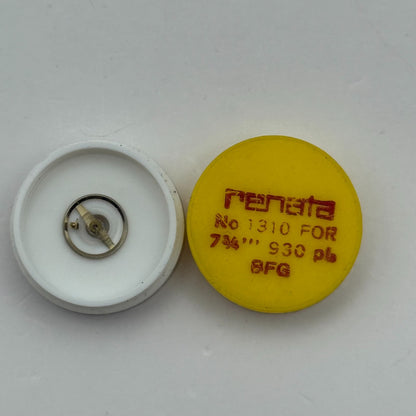 renata
No 1310 FOR
7¾''' 930 pb
BFG